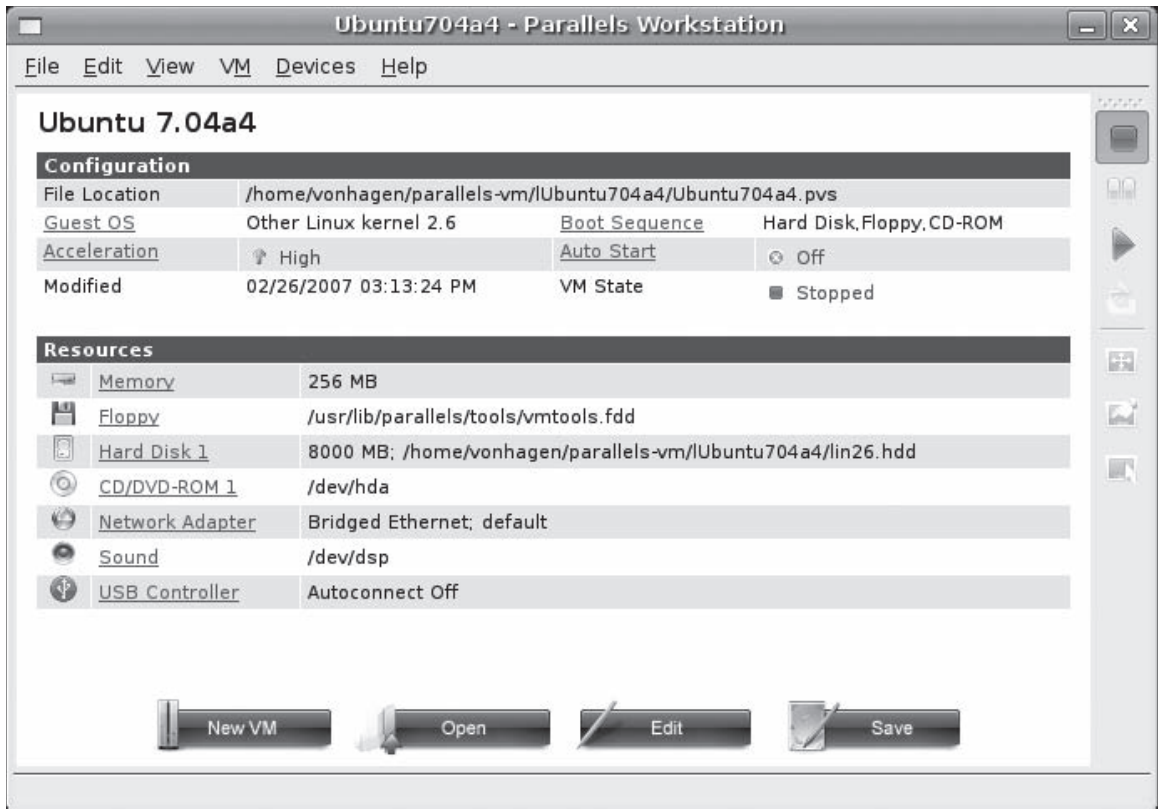 Ubuntu704a4 - Parallels Workstation
File Edit View VM Devices Help
Ubuntu 7.04a4
Configuration
File Location /home/vonhagen/parallels-vm/lUbuntu704a4/Ubuntu704a4.pvs
Guest OS Other Linux kernel 2.6 Boot Sequence Hard Disk,Floppy,CD-ROM
Acceleration High Auto Start Off
Modified 02/26/2007 03:13:24 PM VM State Stopped
Resources
Memory 256 MB
Floppy /usr/lib/parallels/tools/vmtools.fdd
Hard Disk 1 8000 MB; /home/vonhagen/parallels-vm/lUbuntu704a4/lin26.hdd
CD/DVD-ROM 1 /dev/hda
Network Adapter Bridged Ethernet; default
Sound /dev/dsp
USB Controller Autoconnect Off
New VM Open Edit Save